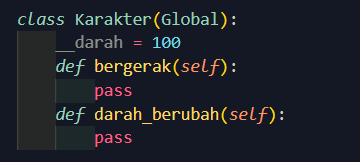 class Karakter(Global):
    __darah = 100
    def bergerak(self):
        pass
    def darah_berubah(self):
        pass